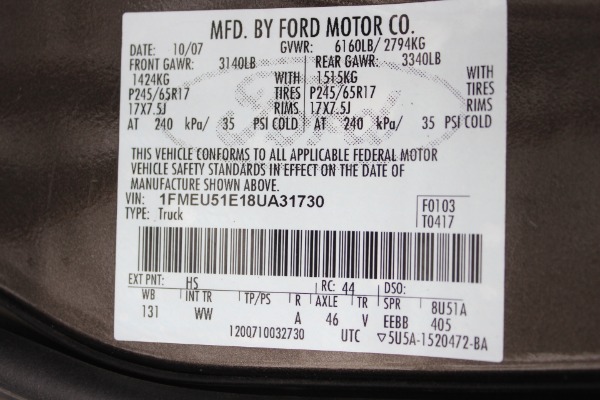 MFD. BY FORD MOTOR CO.
DATE: 10/07 GVWR: 6160LB/ 2794KG
FRONT GAWR: 3140LB REAR GAWR: 3340LB
1424KG WITH 1515KG WITH
P245/65R17 TIRES P245/65R17 TIRES
17X7.5J RIMS 17X7.5J RIMS
AT 240 kPa/ 35 PSI COLD AT 240 kPa/ 35 PSI COLD
THIS VEHICLE CONFORMS TO ALL APPLICABLE FEDERAL MOTOR
VEHICLE SAFETY STANDARDS IN EFFECT ON THE DATE OF
MANUFACTURE SHOWN ABOVE.
VIN: 1FMEU51E18UA31730 F0103
TYPE: Truck T0417
EXT PNT: HS RC: 44 DSO:
WB INT TR TP/PS R AXLE TR SPR 8U51A
131 WW A 46 V EEBB 405
120Q710032730 UTC ▽5U5A-1520472-BA
Ford